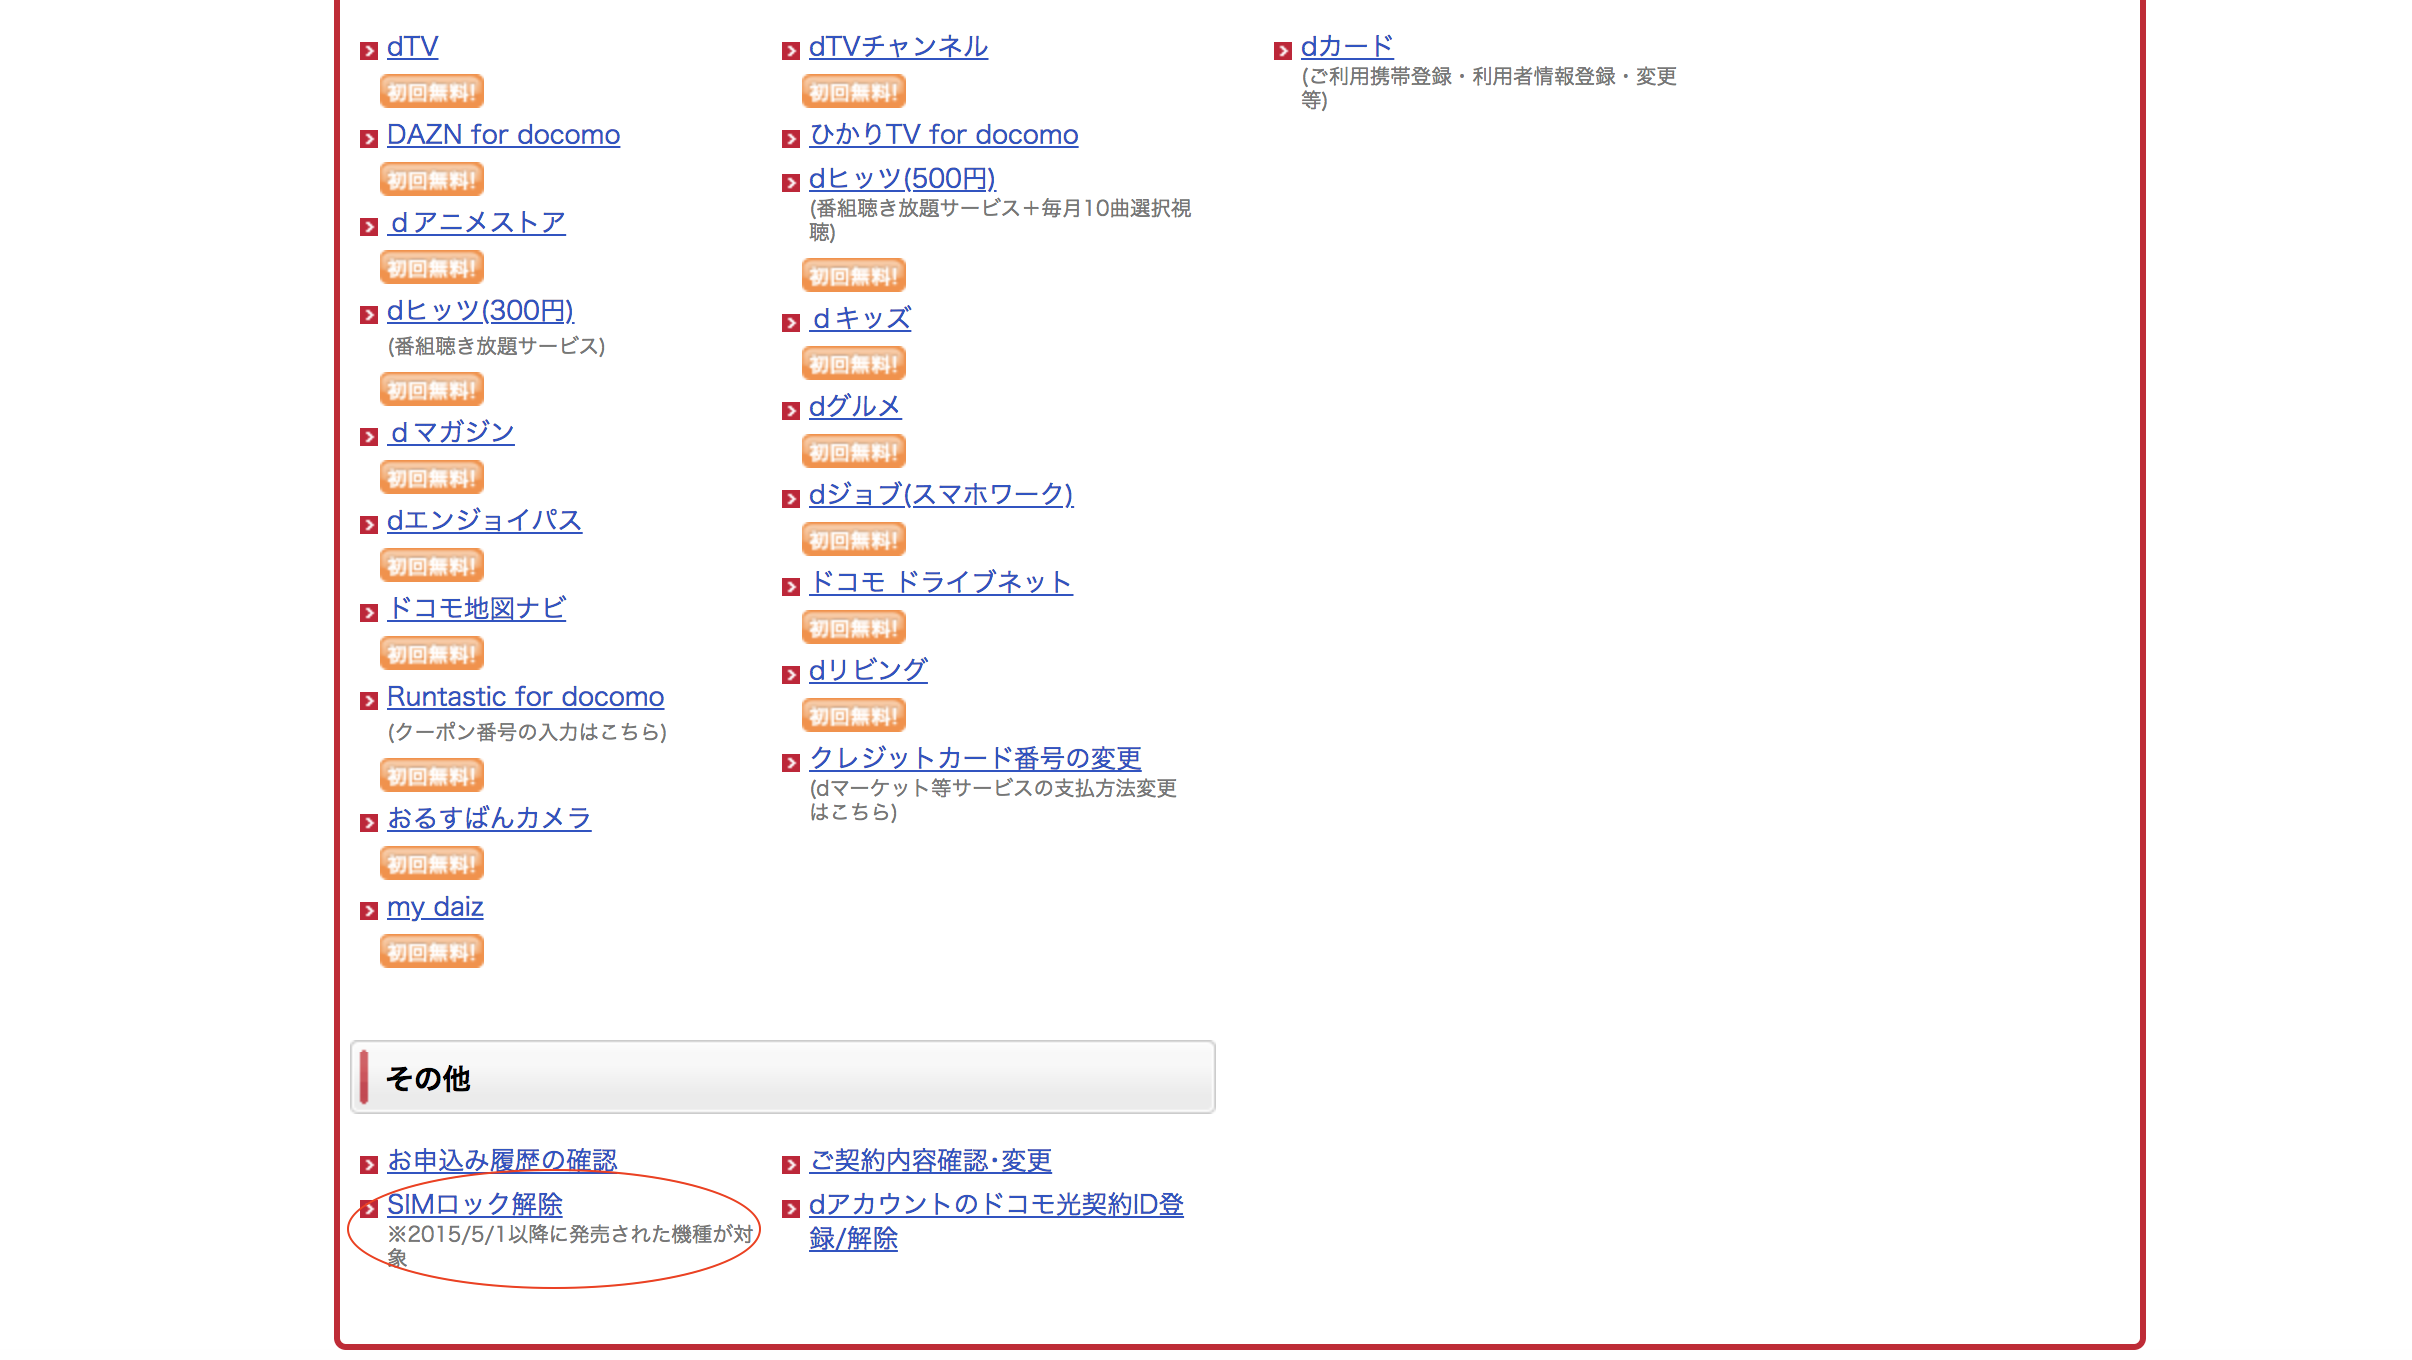 dTV
初回無料!
DAZN for docomo
初回無料!
ｄアニメストア
初回無料!
dヒッツ(300円)
(番組聴き放題サービス)
初回無料!
ｄマガジン
初回無料!
dエンジョイパス
初回無料!
ドコモ地図ナビ
初回無料!
Runtastic for docomo
(クーポン番号の入力はこちら)
初回無料!
おるすばんカメラ
初回無料!
my daiz
初回無料!
dTVチャンネル
初回無料!
ひかりTV for docomo
dヒッツ(500円)
(番組聴き放題サービス＋毎月10曲選択視
聴)
初回無料!
ｄキッズ
初回無料!
dグルメ
初回無料!
dジョブ(スマホワーク)
初回無料!
ドコモ ドライブネット
初回無料!
dリビング
初回無料!
クレジットカード番号の変更
(dマーケット等サービスの支払方法変更
はこちら)
dカード
(ご利用携帯登録・利用者情報登録・変更
等)
その他
お申込み履歴の確認
SIMロック解除
※2015/5/1以降に発売された機種が対
象
ご契約内容確認･変更
dアカウントのドコモ光契約ID登
録/解除